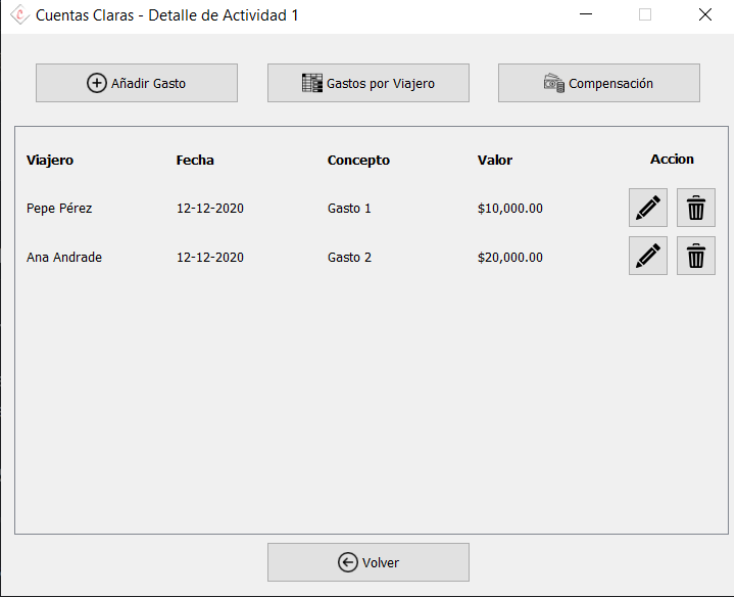 Cuentas Claras - Detalle de Actividad 1
Añadir Gasto Gastos por Viajero Compensación
Viajero Fecha Concepto Valor Accion
Pepe Pérez 12-12-2020 Gasto 1 $10,000.00
Ana Andrade 12-12-2020 Gasto 2 $20,000.00
Volver